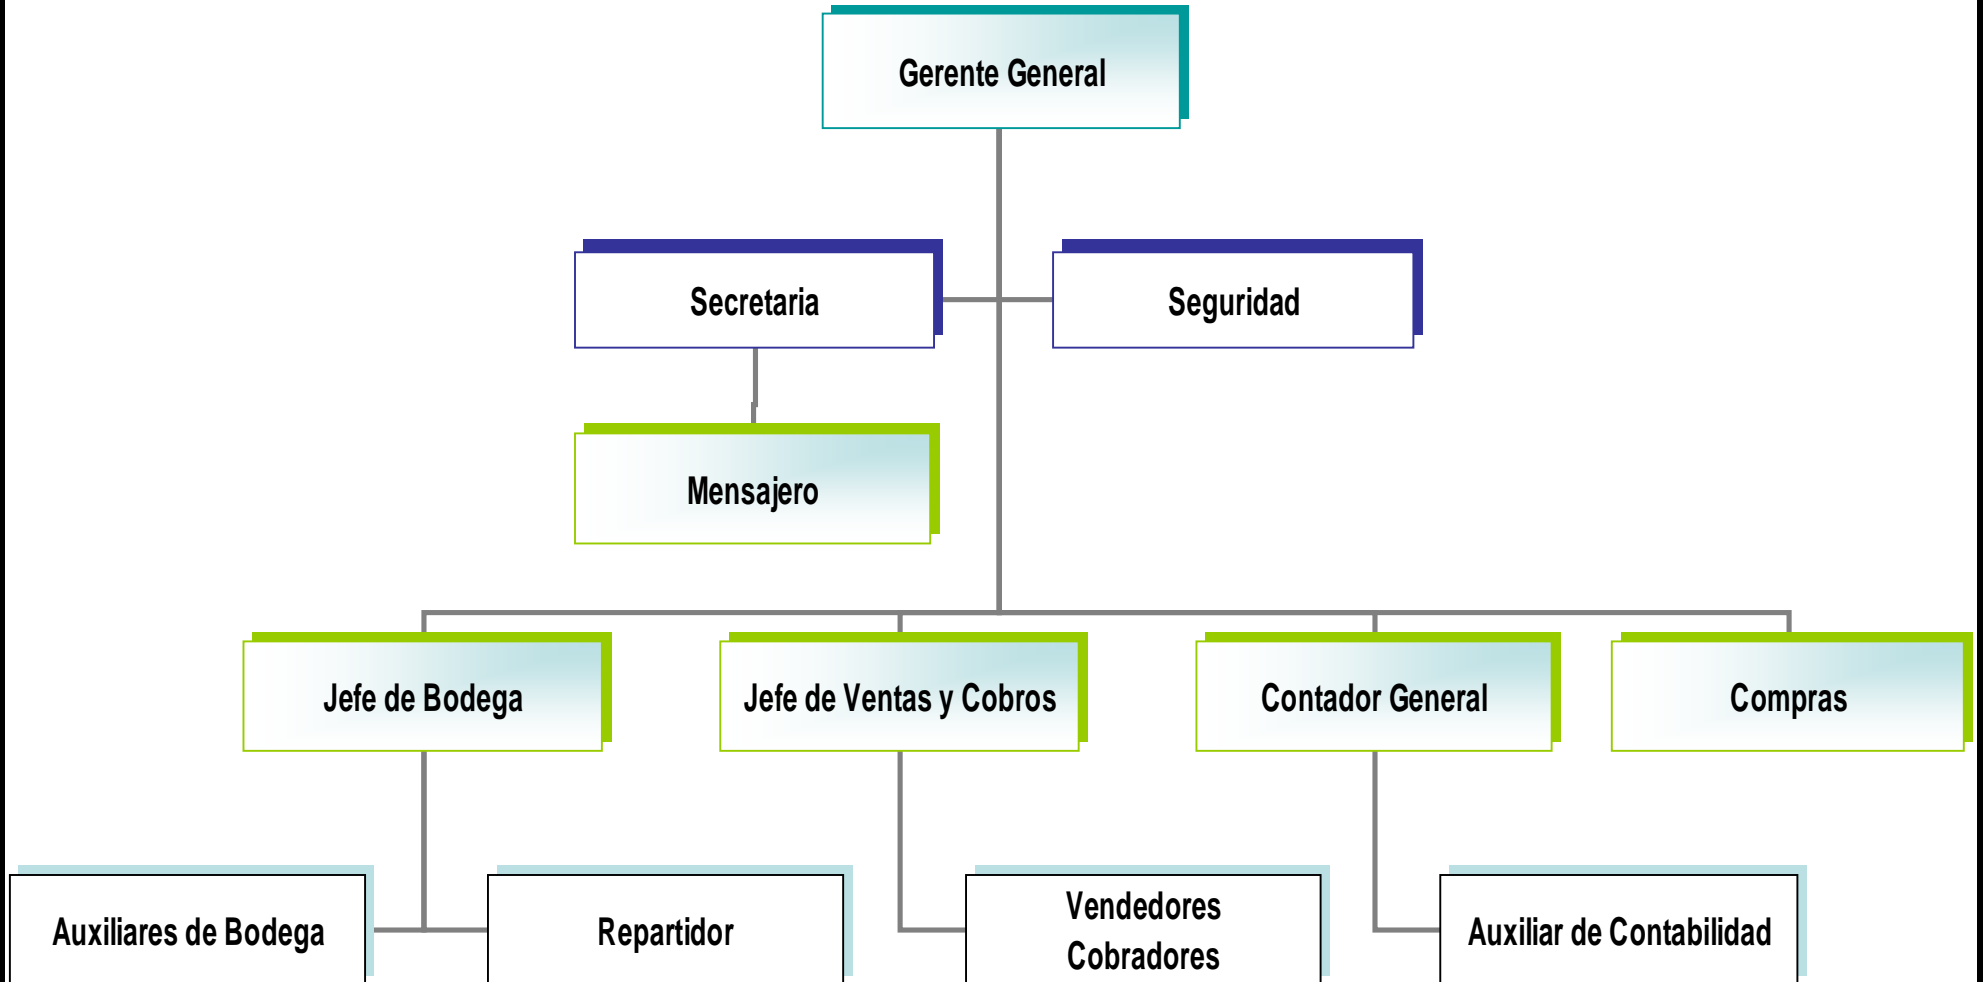 Gerente General
Secretaria
Seguridad
Mensajero
Jefe de Bodega
Jefe de Ventas y Cobros
Contador General
Compras
Auxiliares de Bodega
Repartidor
Vendedores
Cobradores
Auxiliar de Contabilidad